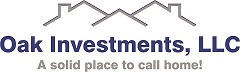 Oak Investments, LLC
A solid place to call home!